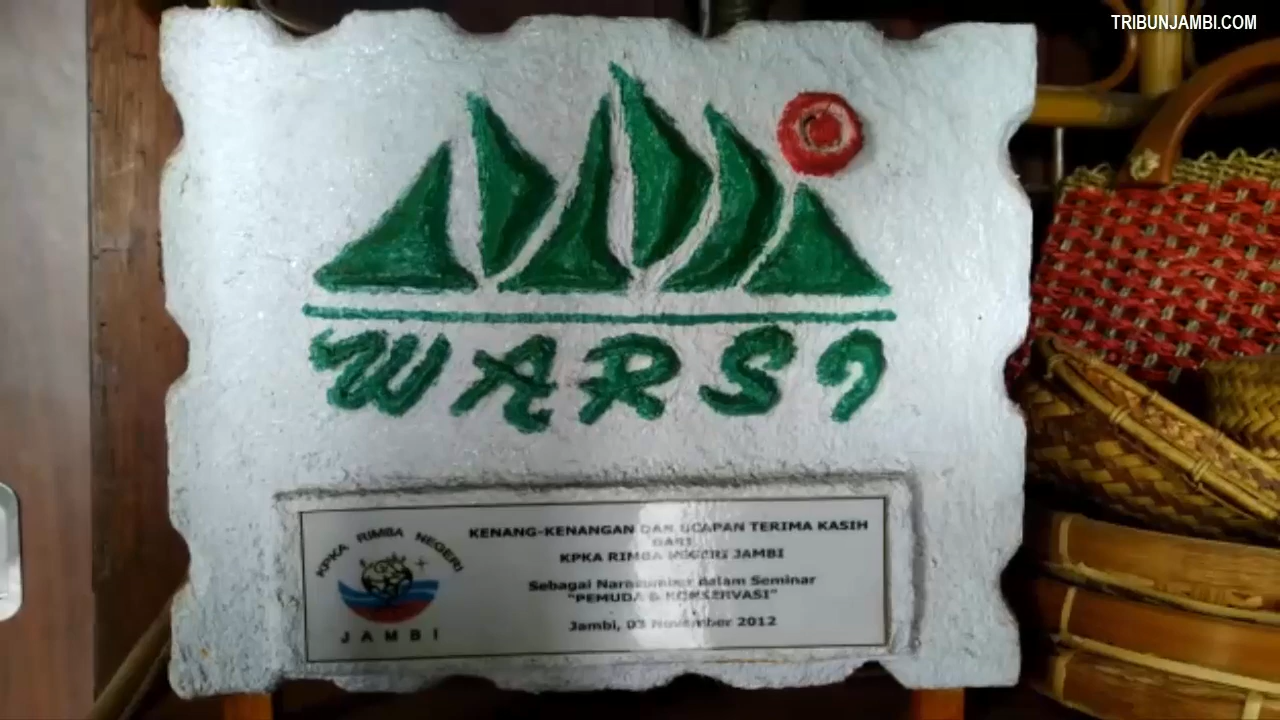 TRIBUNJAMBI.COM
WARSI
KPKA RIMBA NEGERI
JAMBI
KENANG-KENANGAN DAN UCAPAN TERIMA KASIH
DARI
KPKA RIMBA NEGERI JAMBI
Sebagai Narasumber dalam Seminar
"PEMUDA & KONSERVASI"
Jambi, 03 November 2012